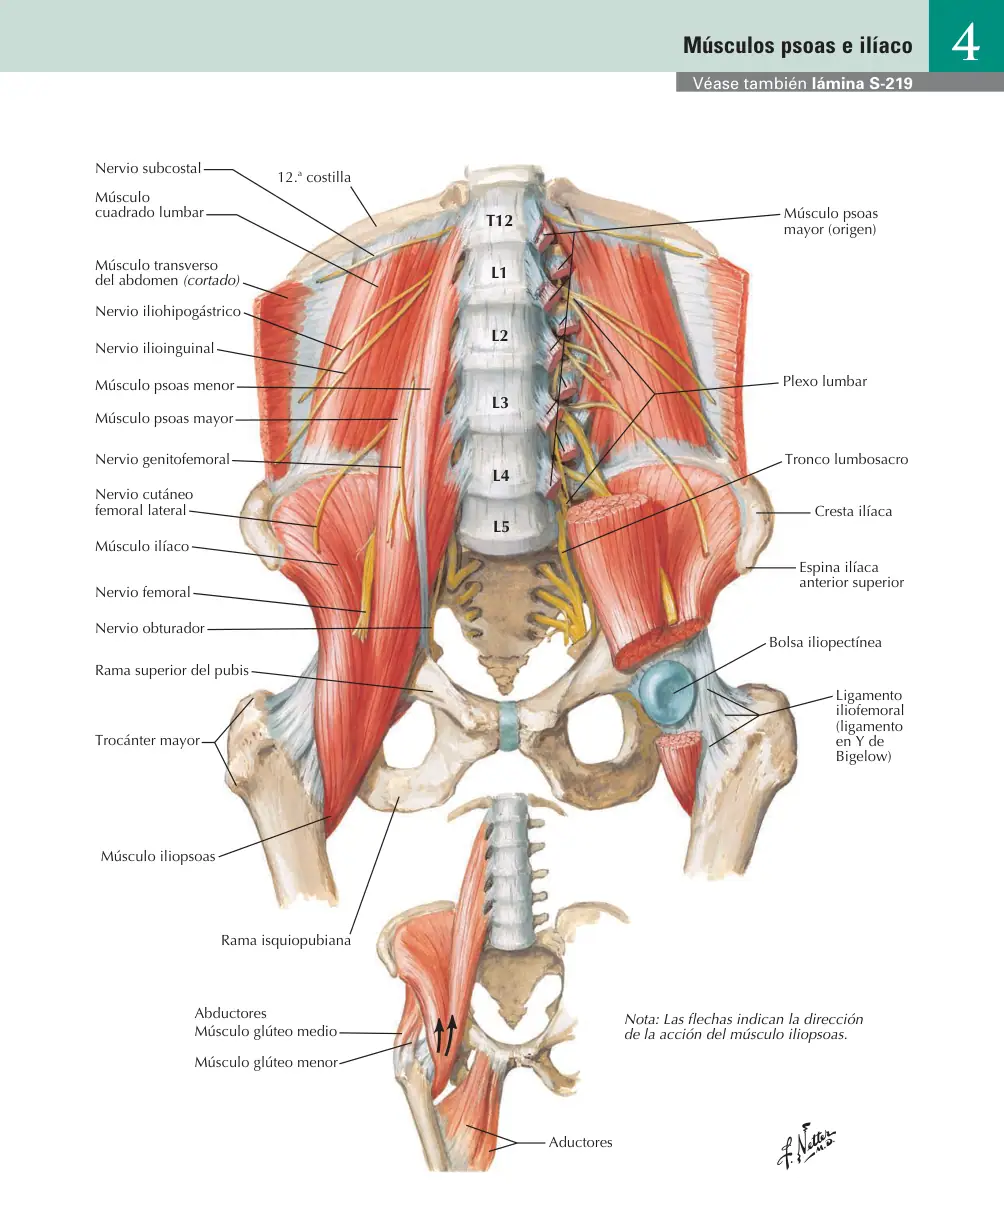 Músculos psoas e ilíaco
4
Véase también lámina S-219
Nervio subcostal
12.ª costilla
Músculo
cuadrado lumbar
Músculo transverso
del abdomen (cortado)
Nervio iliohipogástrico
Nervio ilioinguinal
Músculo psoas menor
Músculo psoas mayor
Nervio genitofemoral
Nervio cutáneo
femoral lateral
Músculo ilíaco
Nervio femoral
Nervio obturador
Rama superior del pubis
Trocánter mayor
Músculo iliopsoas
Rama isquiopubiana
T12
L1
L2
L3
L4
L5
Músculo psoas
mayor (origen)
Plexo lumbar
Tronco lumbosacro
Cresta ilíaca
Espina ilíaca
anterior superior
Bolsa iliopectínea
Ligamento
iliofemoral
(ligamento
en Y de
Bigelow)
Abductores
Músculo glúteo medio
Músculo glúteo menor
Aductores
Nota: Las flechas indican la dirección
de la acción del músculo iliopsoas.
F. Netter
M.D.